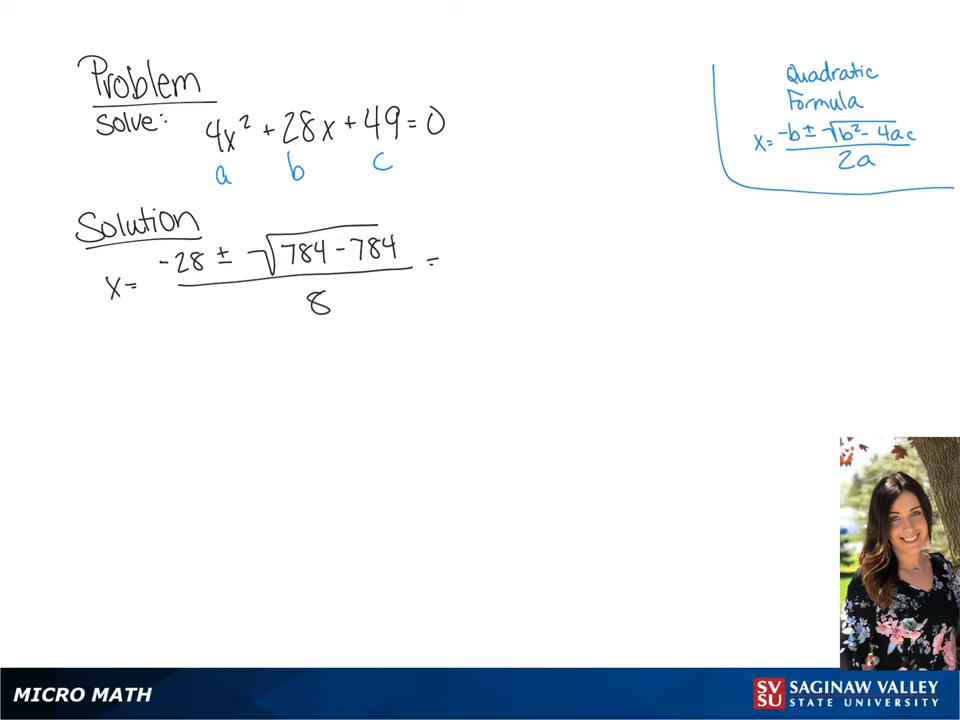 Problem
Solve: 4x² + 28x + 49 = 0
a b c
Quadratic
Formula
x = -b ± √b² - 4ac
2a
Solution
x = -28 ± √784 - 784 =
8
MICRO MATH
SVSU SAGINAW VALLEY
STATE UNIVERSITY